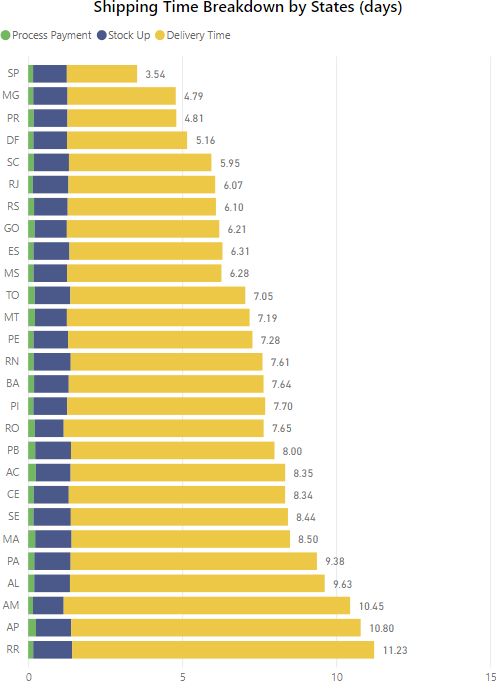 Shipping Time Breakdown by States (days)
Process Payment Stock Up Delivery Time
SP 3.54
MG 4.79
PR 4.81
DF 5.16
SC 5.95
RJ 6.07
RS 6.10
GO 6.21
ES 6.31
MS 6.28
TO 7.05
MT 7.19
PE 7.28
RN 7.61
BA 7.64
PI 7.70
RO 7.65
PB 8.00
AC 8.35
CE 8.34
SE 8.44
MA 8.50
PA 9.38
AL 9.63
AM 10.45
AP 10.80
RR 11.23
0 5 10 15